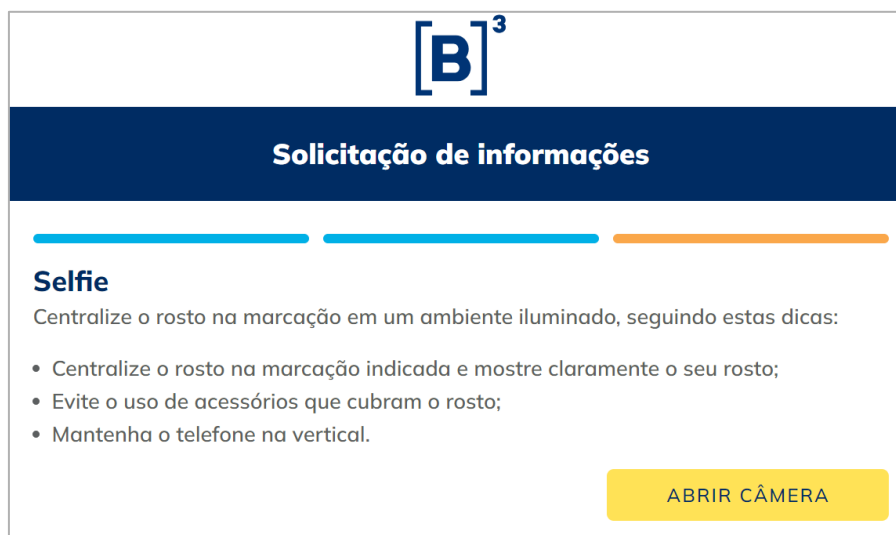 [B]³
Solicitação de informações
Selfie
Centralize o rosto na marcação em um ambiente iluminado, seguindo estas dicas:
• Centralize o rosto na marcação indicada e mostre claramente o seu rosto;
• Evite o uso de acessórios que cubram o rosto;
• Mantenha o telefone na vertical.
ABRIR CÂMERA